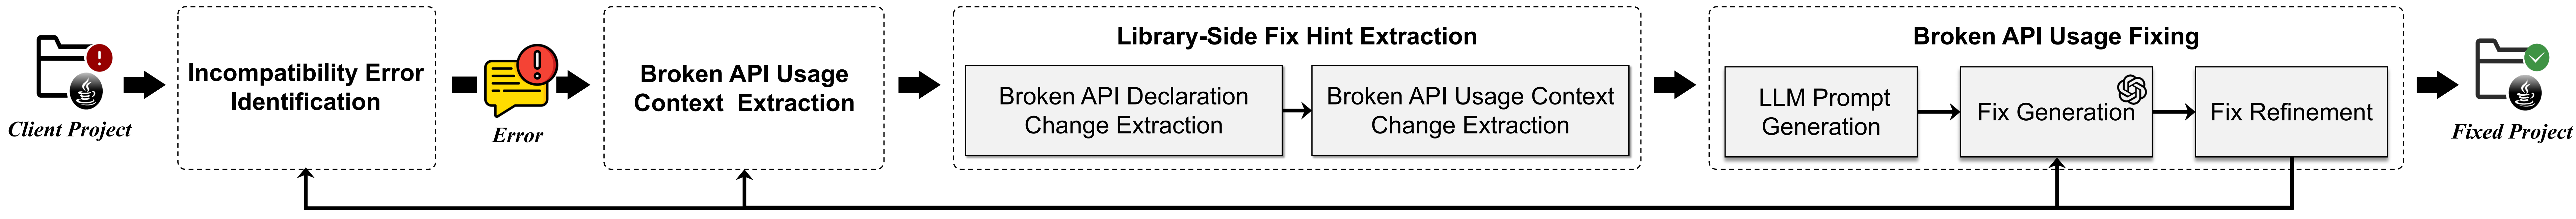 Client Project
Incompatibility Error
Identification
Error
Broken API Usage
Context Extraction
Library-Side Fix Hint Extraction
Broken API Declaration
Change Extraction
Broken API Usage Context
Change Extraction
Broken API Usage Fixing
LLM Prompt
Generation
Fix Generation
Fix Refinement
Fixed Project